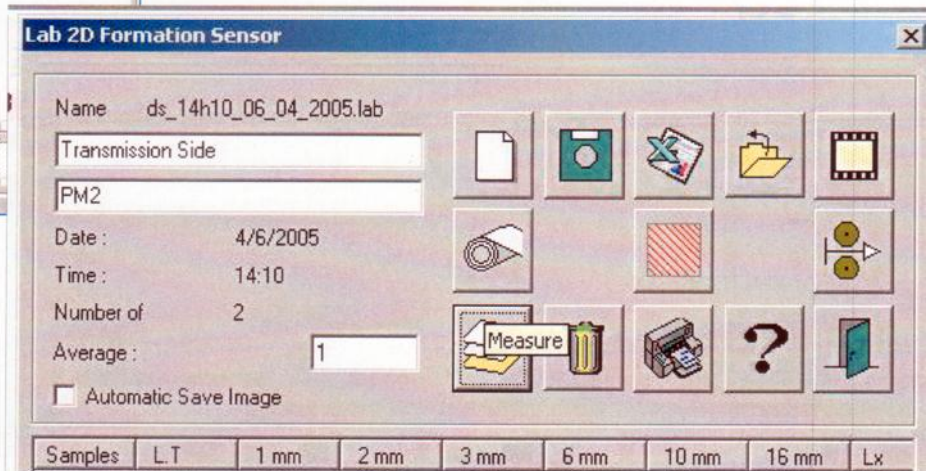 Lab 2D Formation Sensor
Name ds_14h10_06_04_2005.lab
Transmission Side
PM2
Date : 4/6/2005
Time : 14:10
Number of 2
Average : 1
Measure
Automatic Save Image
Samples L.T 1 mm 2 mm 3 mm 6 mm 10 mm 16 mm Lx